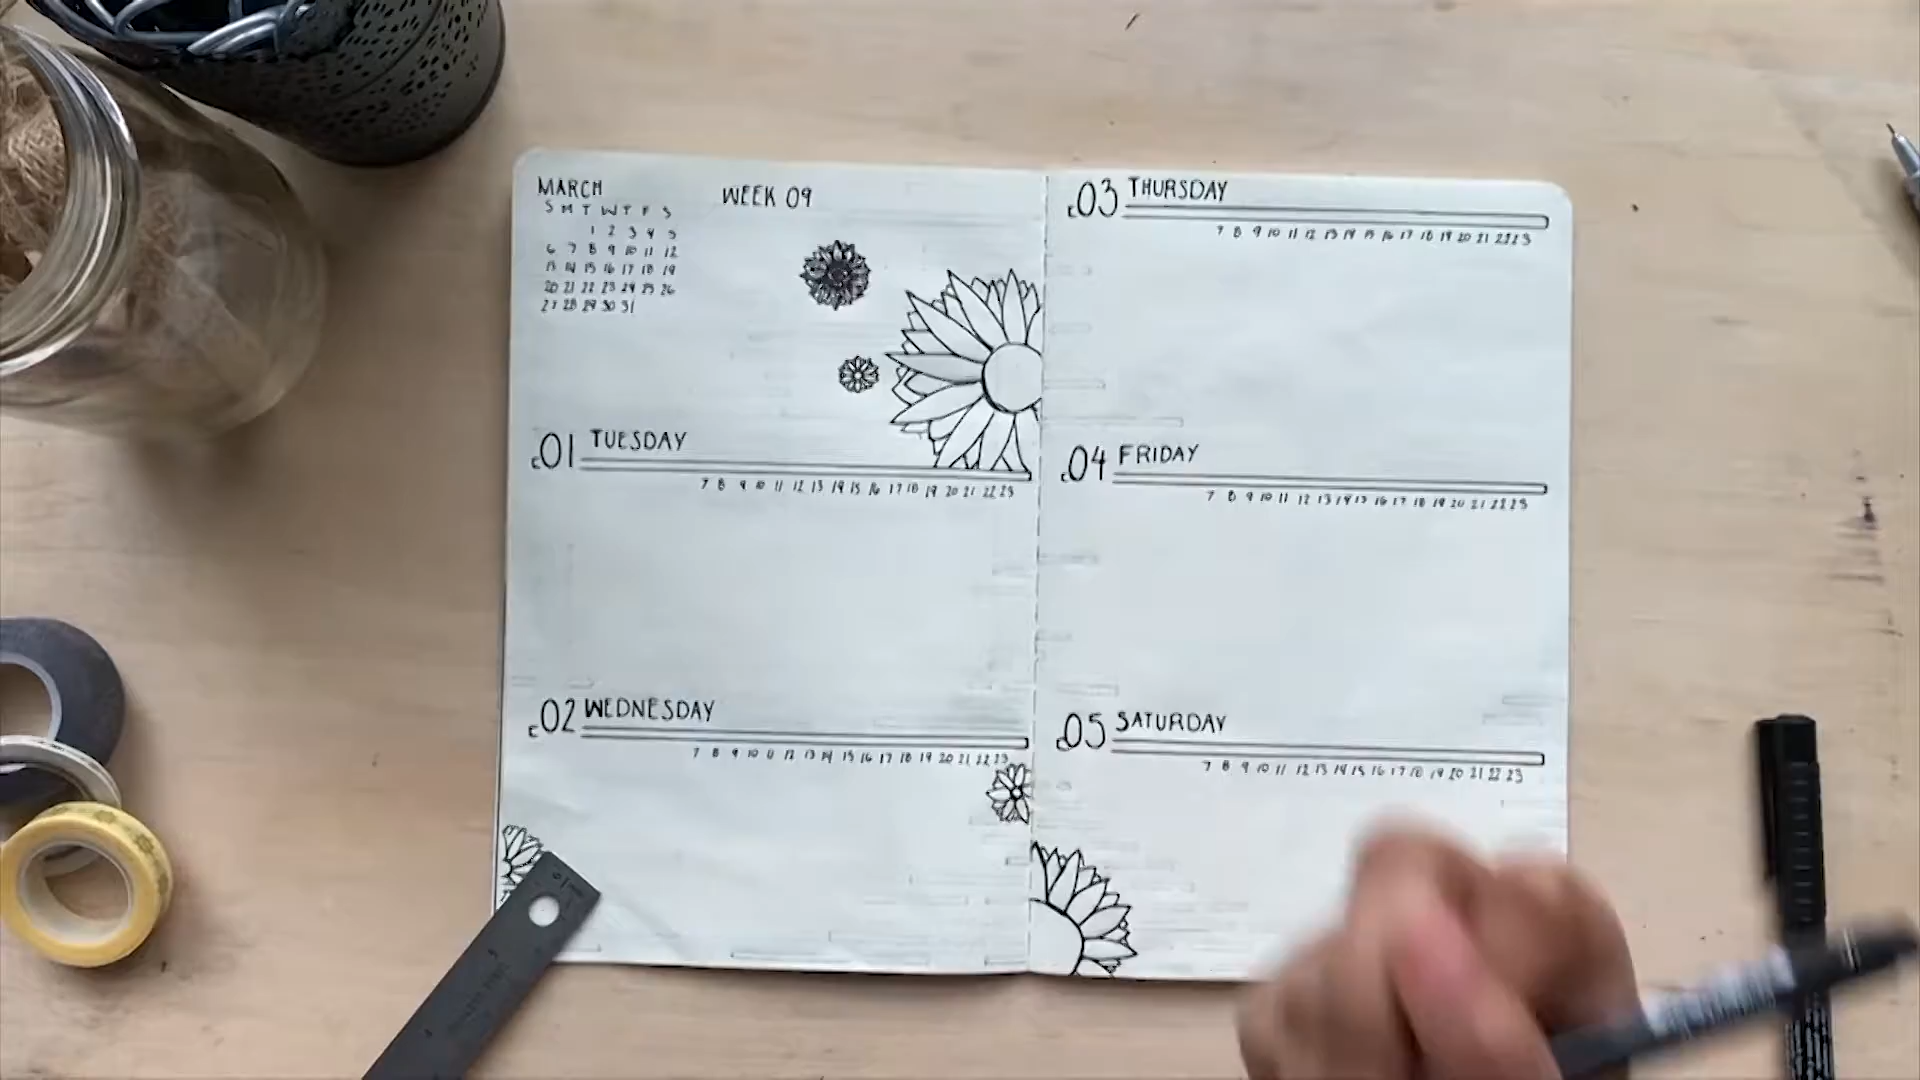 MARCH
S M T W T F S
1 2 3 4 5
6 7 8 9 10 11 12
13 14 15 16 17 18 19
20 21 22 23 24 25 26
27 28 29 30 31
WEEK 09
01 TUESDAY
7 8 9 10 11 12 13 14 15 16 17 18 19 20 21 22 23
02 WEDNESDAY
7 8 9 10 11 12 13 14 15 16 17 18 19 20 21 22 23
03 THURSDAY
7 8 9 10 11 12 13 14 15 16 17 18 19 20 21 22 23
04 FRIDAY
7 8 9 10 11 12 13 14 15 16 17 18 19 20 21 22 23
05 SATURDAY
7 8 9 10 11 12 13 14 15 16 17 18 19 20 21 22 23